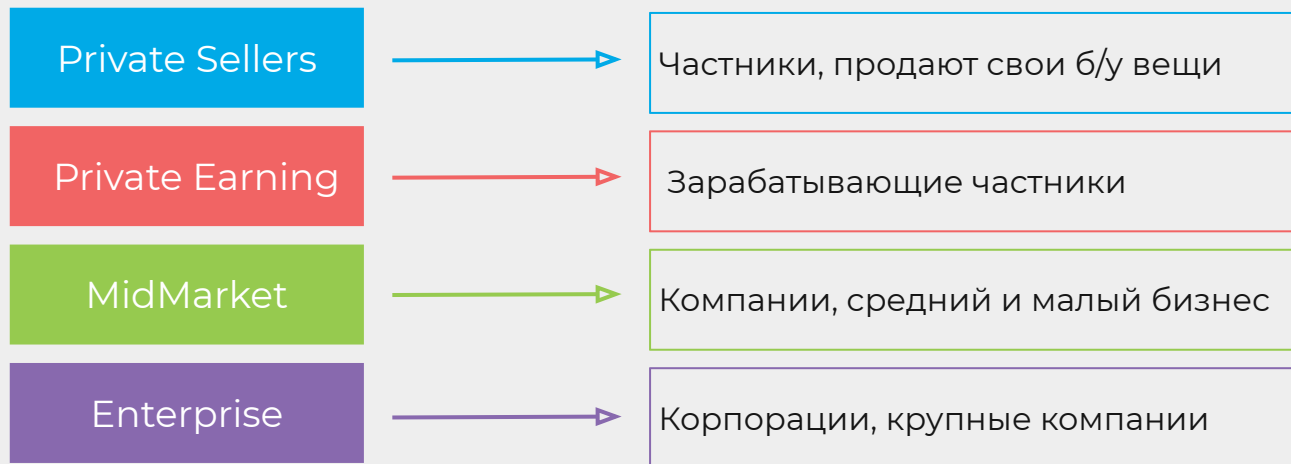 Private Sellers
Частники, продают свои б/у вещи
Private Earning
Зарабатывающие частники
MidMarket
Компании, средний и малый бизнес
Enterprise
Корпорации, крупные компании